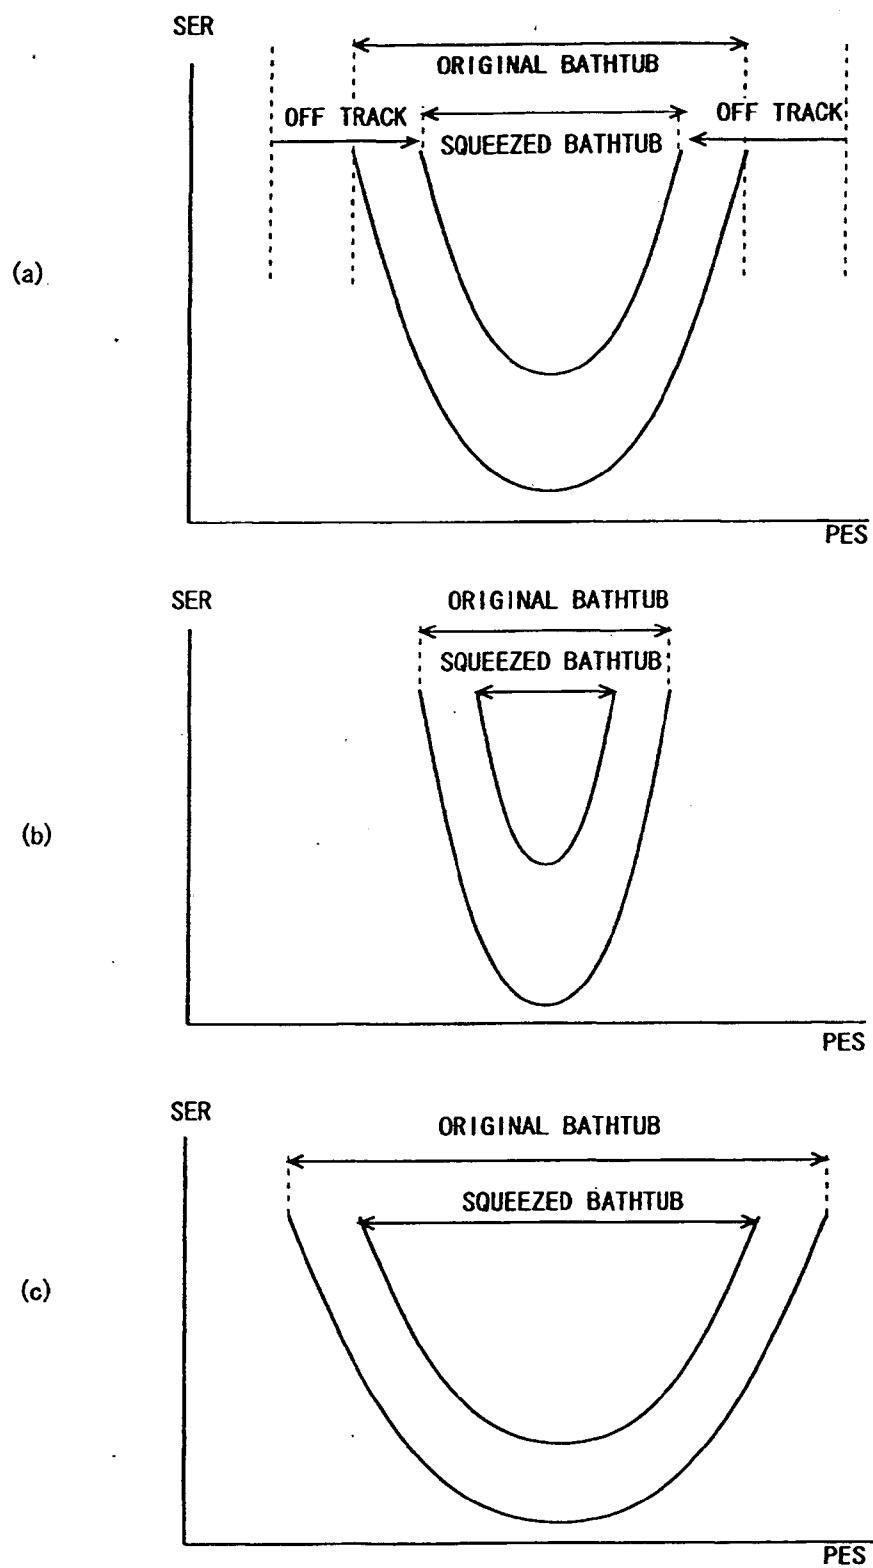 SER
ORIGINAL BATHTUB
OFF TRACK
OFF TRACK
SQUEEZED BATHTUB
(a)
PES
SER
ORIGINAL BATHTUB
SQUEEZED BATHTUB
(b)
PES
SER
ORIGINAL BATHTUB
SQUEEZED BATHTUB
(c)
PES